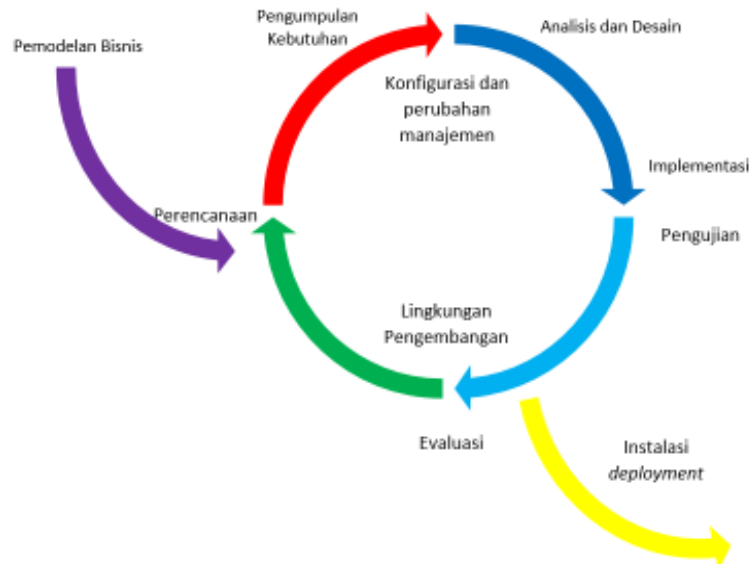 Pemodelan Bisnis
Pengumpulan
Kebutuhan
Analisis dan Desain
Konfigurasi dan
perubahan
manajemen
Implementasi
Perencanaan
Pengujian
Lingkungan
Pengembangan
Evaluasi
Instalasi
deployment